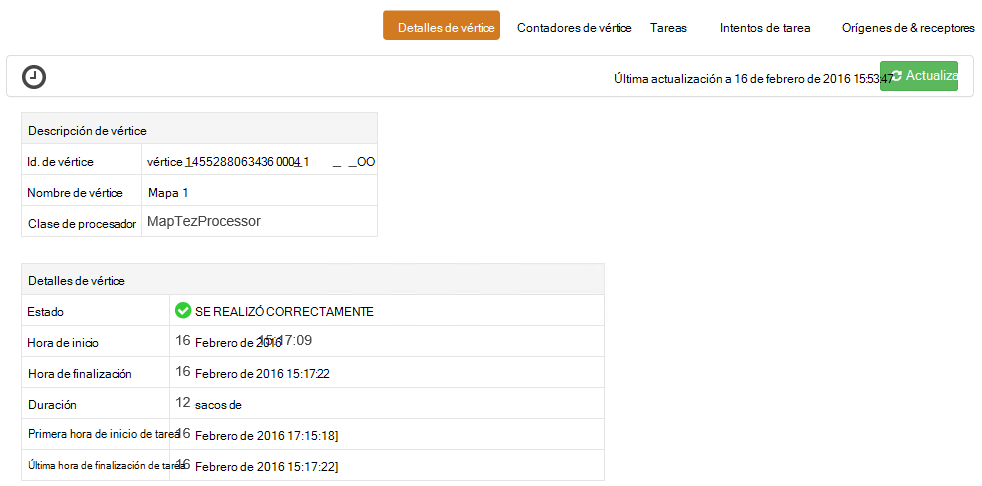 Detalles de vértice Contadores de vértice Tareas Intentos de tarea Orígenes de & receptores
Última actualización a 16 de febrero de 2016 15:53:47 Actualiza
Descripción de vértice
Id. de vértice vértice_1455288063436 0004_1 _ _OO
Nombre de vértice Mapa 1
Clase de procesador MapTezProcessor
Detalles de vértice
Estado SE REALIZÓ CORRECTAMENTE
Hora de inicio 16 Febrero de 2016 15:17:09
Hora de finalización 16 Febrero de 2016 15:17:22
Duración 12 sacos de
Primera hora de inicio de tarea 16 Febrero de 2016 17:15:18]
Última hora de finalización de tarea 16 Febrero de 2016 15:17:22]